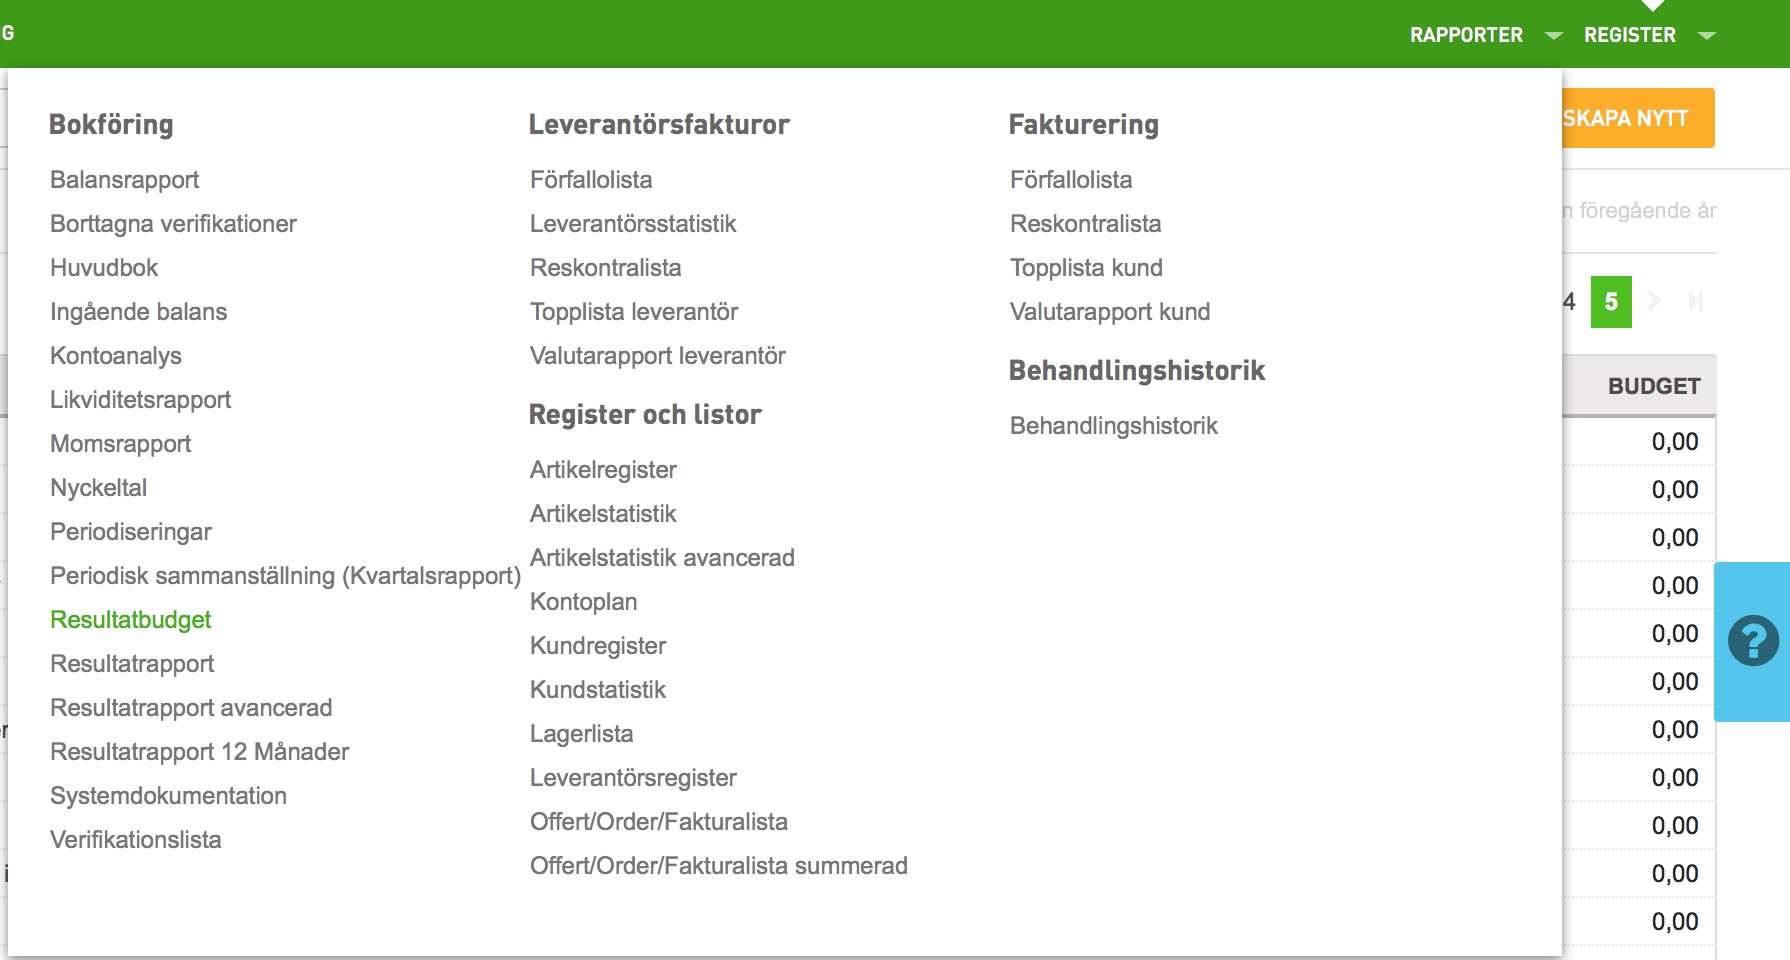 G
RAPPORTER
REGISTER
Bokföring
Balansrapport
Borttagna verifikationer
Huvudbok
Ingående balans
Kontoanalys
Likviditetsrapport
Momsrapport
Nyckeltal
Periodiseringar
Periodisk sammanställning (Kvartalsrapport)
Resultatbudget
Resultatrapport
Resultatrapport avancerad
Resultatrapport 12 Månader
Systemdokumentation
Verifikationslista
Leverantörsfakturor
Förfallolista
Leverantörsstatistik
Reskontralista
Topplista leverantör
Valutarapport leverantör
Register och listor
Artikelregister
Artikelstatistik
Artikelstatistik avancerad
Kontoplan
Kundregister
Kundstatistik
Lagerlista
Leverantörsregister
Offert/Order/Fakturalista
Offert/Order/Fakturalista summerad
Fakturering
Förfallolista
Reskontralista
Topplista kund
Valutarapport kund
Behandlingshistorik
Behandlingshistorik
SKAPA NYTT
n föregående år
4 5
BUDGET
0,00
0,00
0,00
0,00
0,00
0,00
0,00
0,00
0,00
0,00
0,00
?